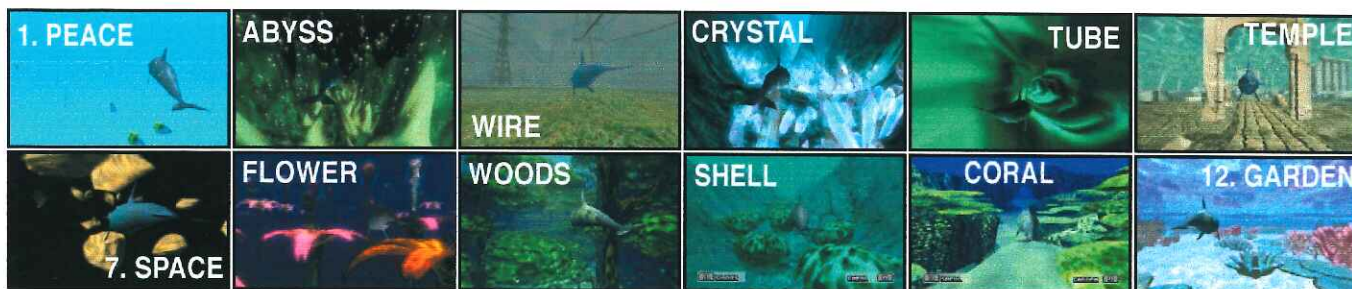 1. PEACE
ABYSS
WIRE
CRYSTAL
TUBE
TEMPLE
7. SPACE
FLOWER
WOODS
SHELL
CORAL
12. GARDEN